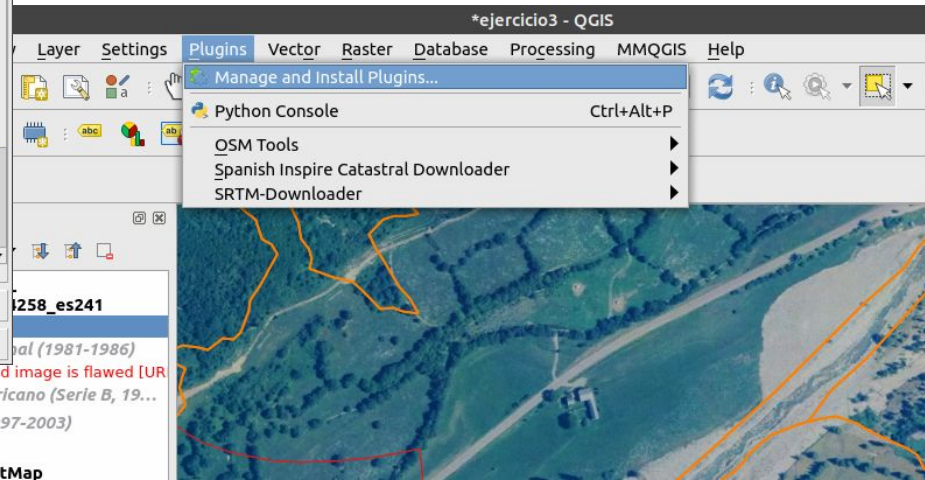 *ejercicio3 - QGIS
Layer Settings Plugins Vector Raster Database Processing MMQGIS Help
Manage and Install Plugins...
Python Console Ctrl+Alt+P
OSM Tools
Spanish Inspire Catastral Downloader
SRTM-Downloader
a
abc
ab
4258_es241
nal (1981-1986)
d image is flawed [UR
ricano (Serie B, 19...
97-2003)
tMap